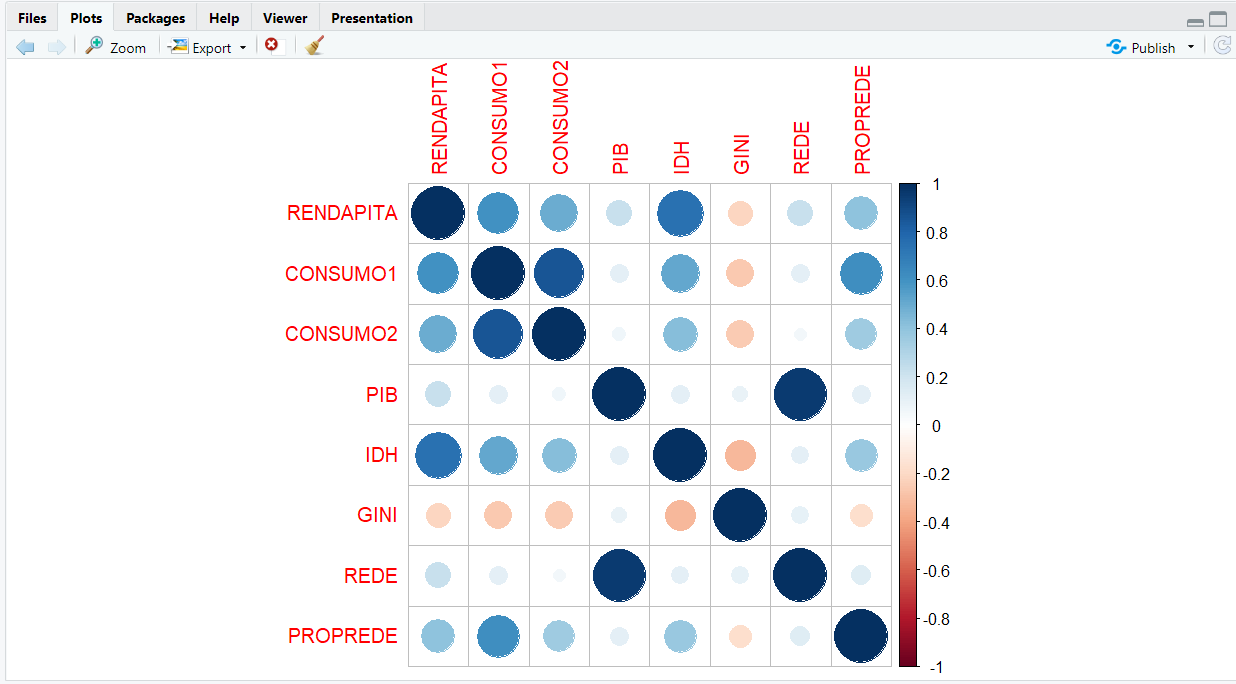 Files Plots Packages Help Viewer Presentation
Zoom Export Publish
RENDAPITA CONSUMO1 CONSUMO2 PIB IDH GINI REDE PROPREDE
RENDAPITA
CONSUMO1
CONSUMO2
PIB
IDH
GINI
REDE
PROPREDE
1
0.8
0.6
0.4
0.2
0
-0.2
-0.4
-0.6
-0.8
-1